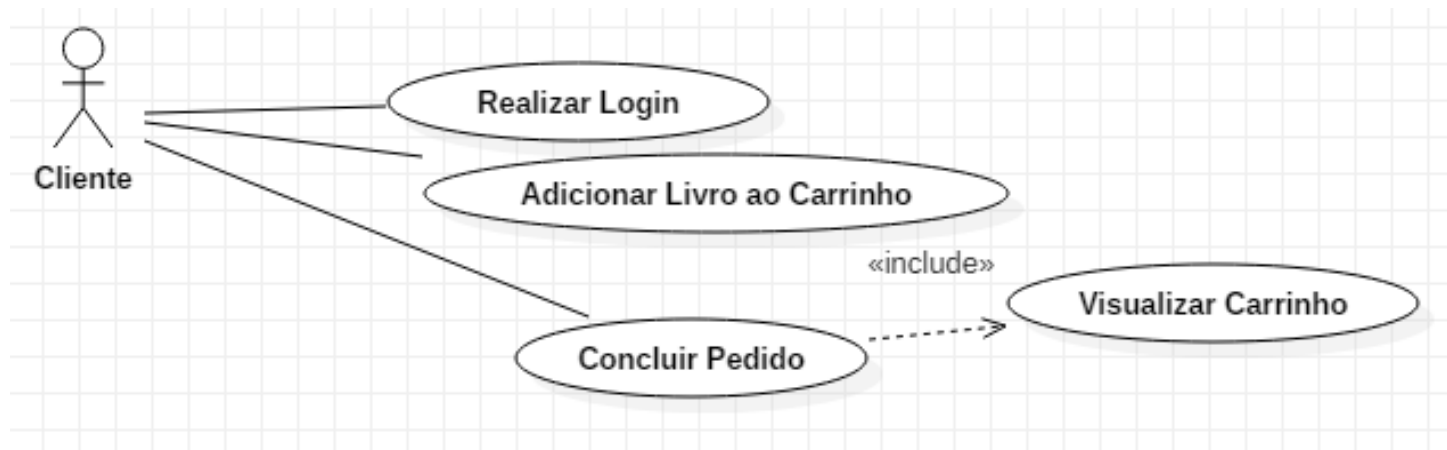 Realizar Login
Cliente
Adicionar Livro ao Carrinho
«include»
Visualizar Carrinho
Concluir Pedido